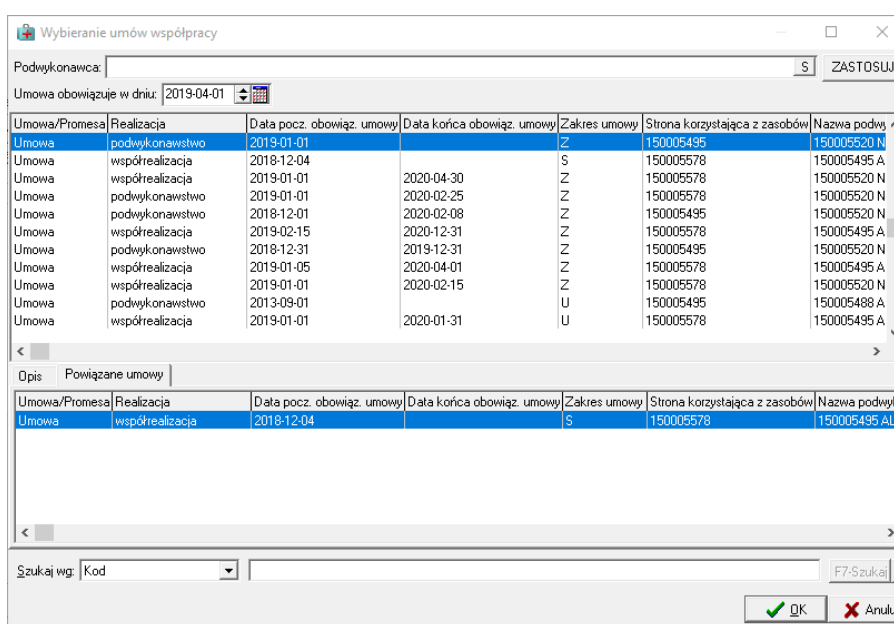 Wybieranie umów współpracy
Podwykonawca: S ZASTOSUJ
Umowa obowiązuje w dniu: 2019-04-01
Umowa/Promesa Realizacja Data pocz. obowiąz. umowy Data końca obowiąz. umowy Zakres umowy Strona korzystająca z zasobów Nazwa podwy
Umowa podwykonawstwo 2019-01-01 Z 150005495 150005520 N
Umowa współrealizacja 2018-12-04 S 150005578 150005495 A
Umowa współrealizacja 2019-01-01 2020-04-30 Z 150005578 150005520 N
Umowa podwykonawstwo 2019-01-01 2020-02-25 Z 150005578 150005520 N
Umowa podwykonawstwo 2018-12-01 2020-02-08 Z 150005495 150005520 N
Umowa współrealizacja 2019-02-15 2020-12-31 Z 150005578 150005495 A
Umowa podwykonawstwo 2018-12-31 2019-12-31 Z 150005495 150005520 N
Umowa współrealizacja 2019-01-05 2020-04-01 Z 150005578 150005495 A
Umowa współrealizacja 2019-01-01 2020-02-15 Z 150005578 150005520 N
Umowa podwykonawstwo 2013-09-01 U 150005495 150005488 A
Umowa współrealizacja 2019-01-01 2020-01-31 U 150005578 150005495 A
Opis Powiązane umowy
Umowa/Promesa Realizacja Data pocz. obowiąz. umowy Data końca obowiąz. umowy Zakres umowy Strona korzystająca z zasobów Nazwa podwyk
Umowa współrealizacja 2018-12-04 S 150005578 150005495 AL
Szukaj wg: Kod F7-Szukaj
OK Anulu